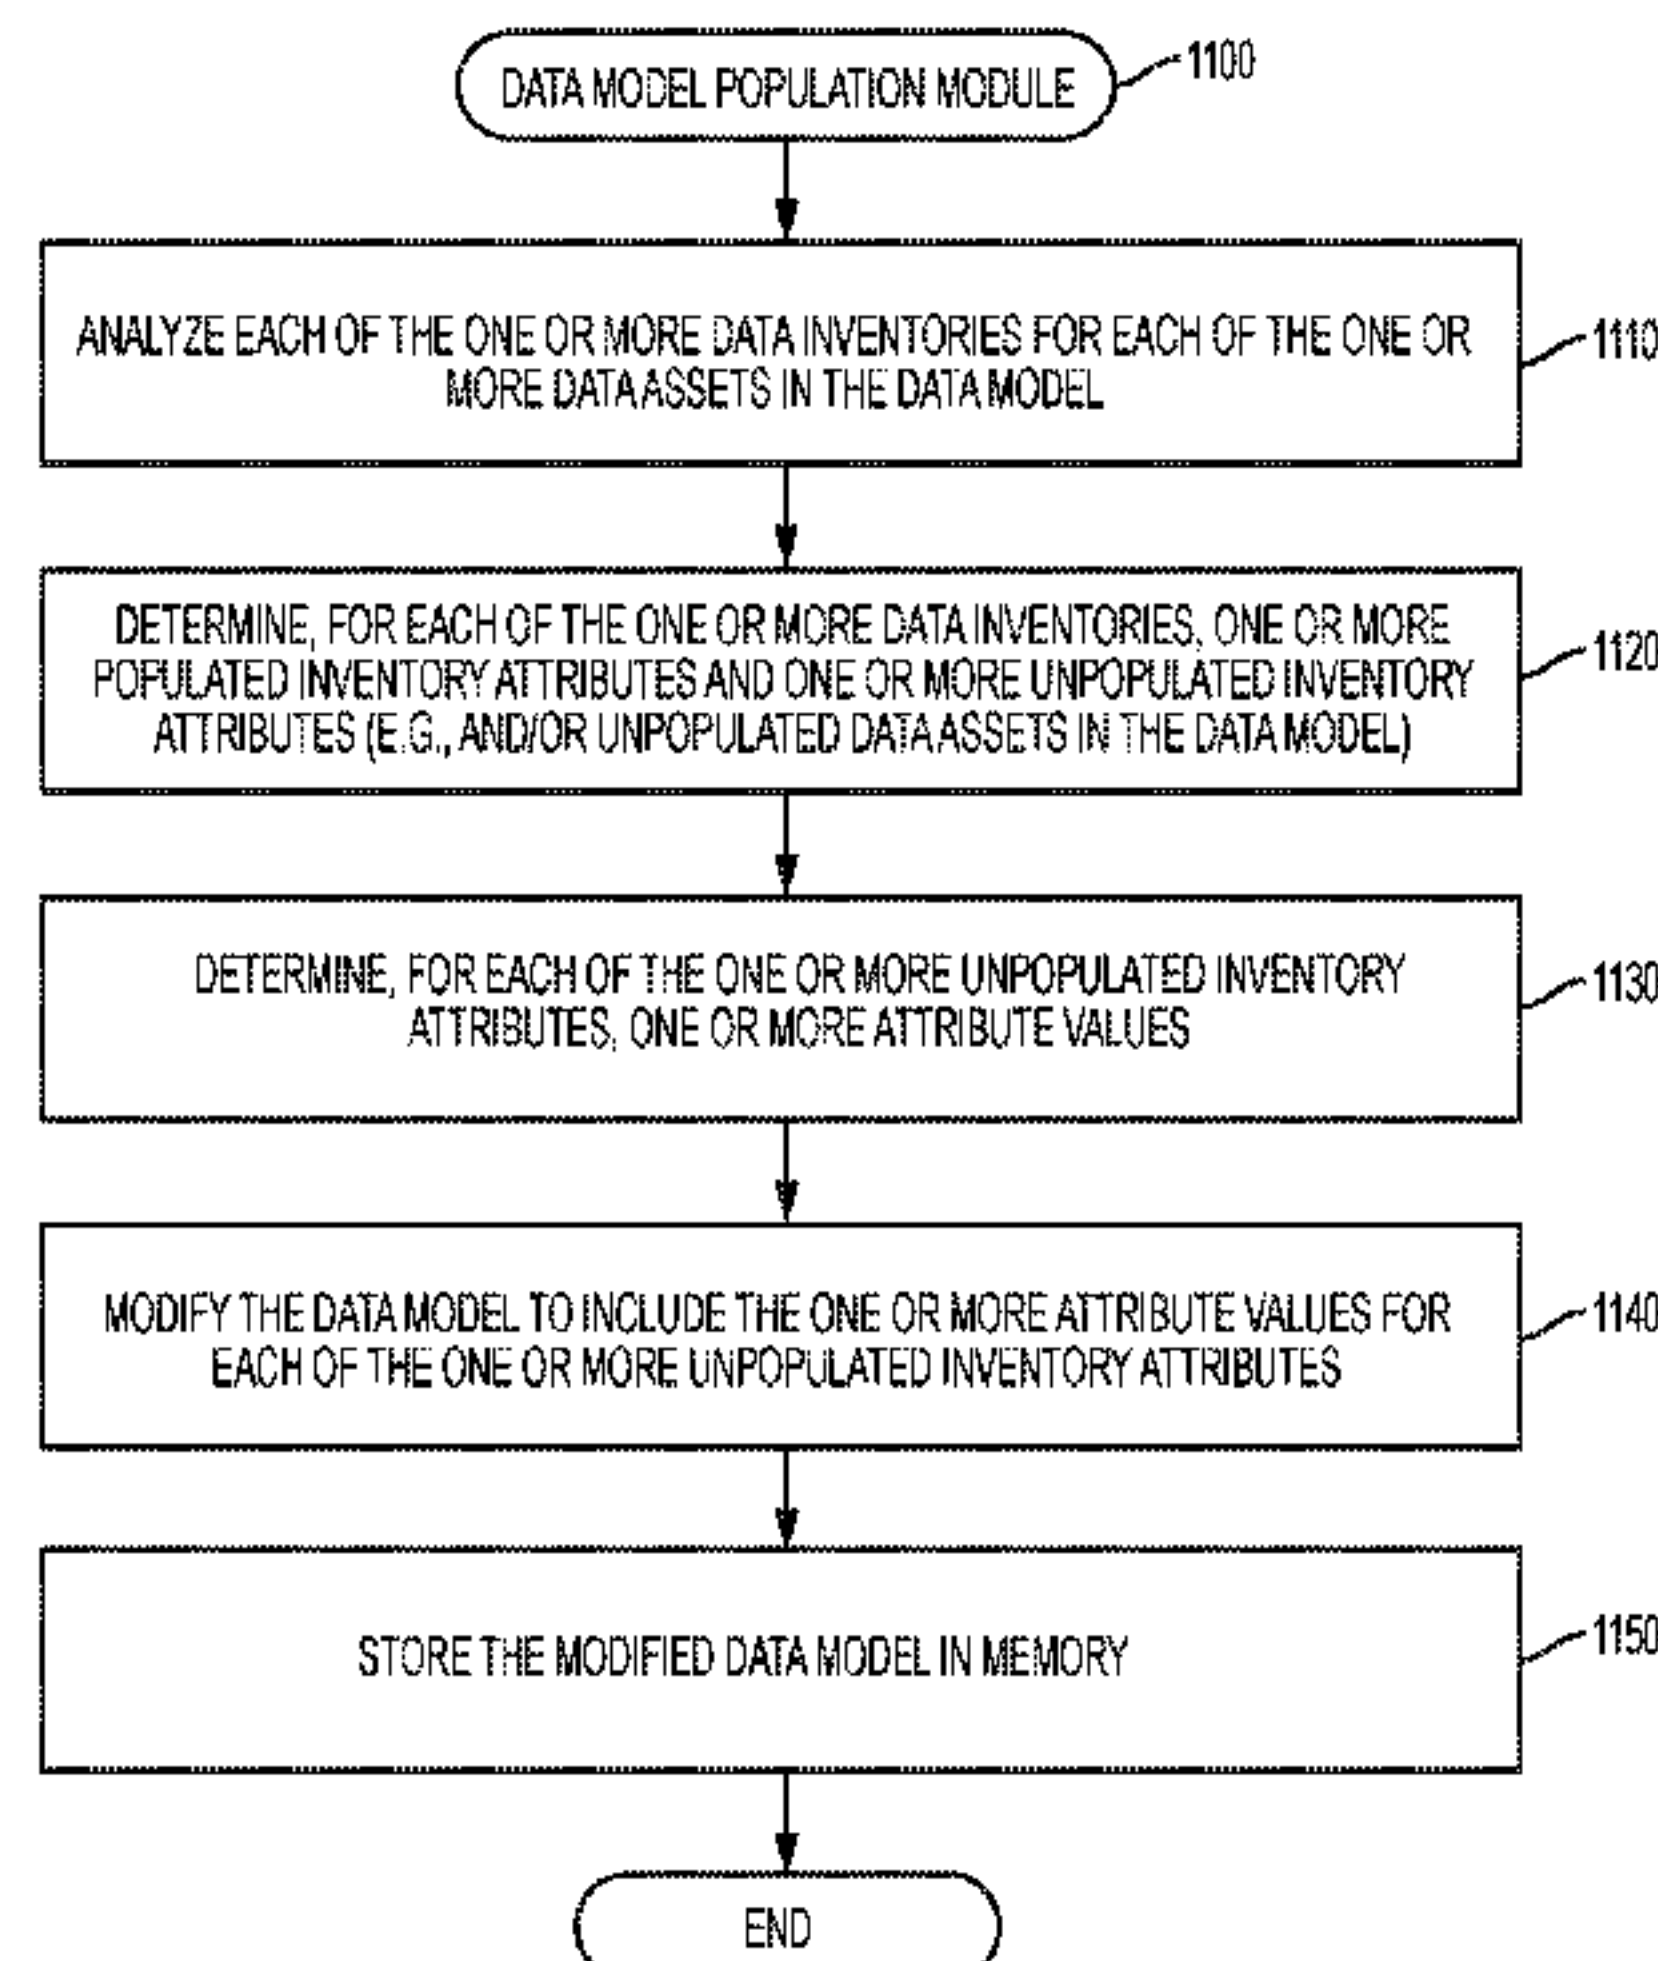 DATA MODEL POPULATION MODULE
1100
ANALYZE EACH OF THE ONE OR MORE DATA INVENTORIES FOR EACH OF THE ONE OR
MORE DATA ASSETS IN THE DATA MODEL
1110
DETERMINE, FOR EACH OF THE ONE OR MORE DATA INVENTORIES, ONE OR MORE
POPULATED INVENTORY ATTRIBUTES AND ONE OR MORE UNPOPULATED INVENTORY
ATTRIBUTES (E.G., AND/OR UNPOPULATED DATA ASSETS IN THE DATA MODEL)
1120
DETERMINE, FOR EACH OF THE ONE OR MORE UNPOPULATED INVENTORY
ATTRIBUTES, ONE OR MORE ATTRIBUTE VALUES
1130
MODIFY THE DATA MODEL TO INCLUDE THE ONE OR MORE ATTRIBUTE VALUES FOR
EACH OF THE ONE OR MORE UNPOPULATED INVENTORY ATTRIBUTES
1140
STORE THE MODIFIED DATA MODEL IN MEMORY
1150
END